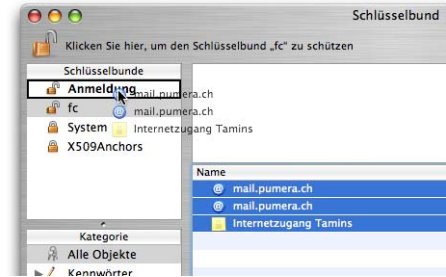 Schlüsselbund
Klicken Sie hier, um den Schlüsselbund „fc“ zu schützen
Schlüsselbunde
Anmeldung
mail.pumera.ch
fc
mail.pumera.ch
System
Internetzugang Tamins
X509Anchors
Name
mail.pumera.ch
mail.pumera.ch
Internetzugang Tamins
Kategorie
Alle Objekte
Kennwörter